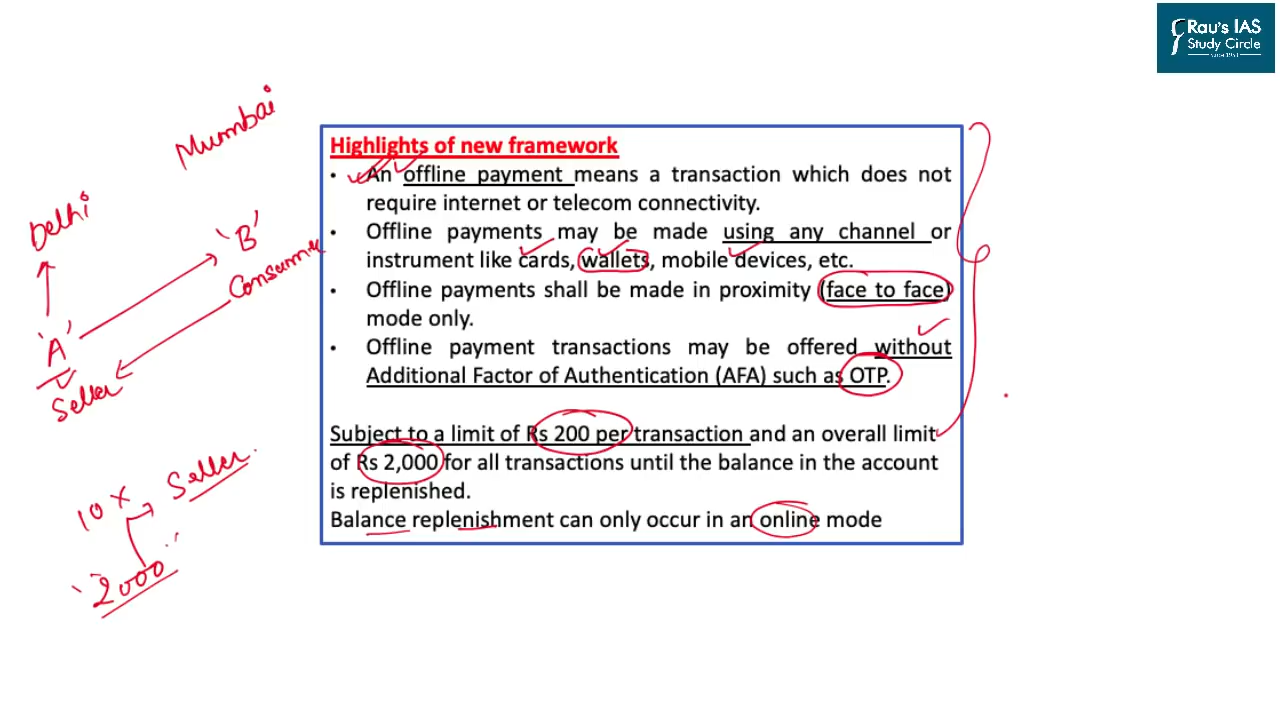 Rau's IAS
Study Circle
since 1953
Mumbai
Delhi
'B'
Consumer
'A'
Seller
Seller
10 x
'2000'
Highlights of new framework
• An offline payment means a transaction which does not
require internet or telecom connectivity.
• Offline payments may be made using any channel or
instrument like cards, wallets, mobile devices, etc.
• Offline payments shall be made in proximity (face to face)
mode only.
• Offline payment transactions may be offered without
Additional Factor of Authentication (AFA) such as OTP.
Subject to a limit of Rs 200 per transaction and an overall limit
of Rs 2,000 for all transactions until the balance in the account
is replenished.
Balance replenishment can only occur in an online mode